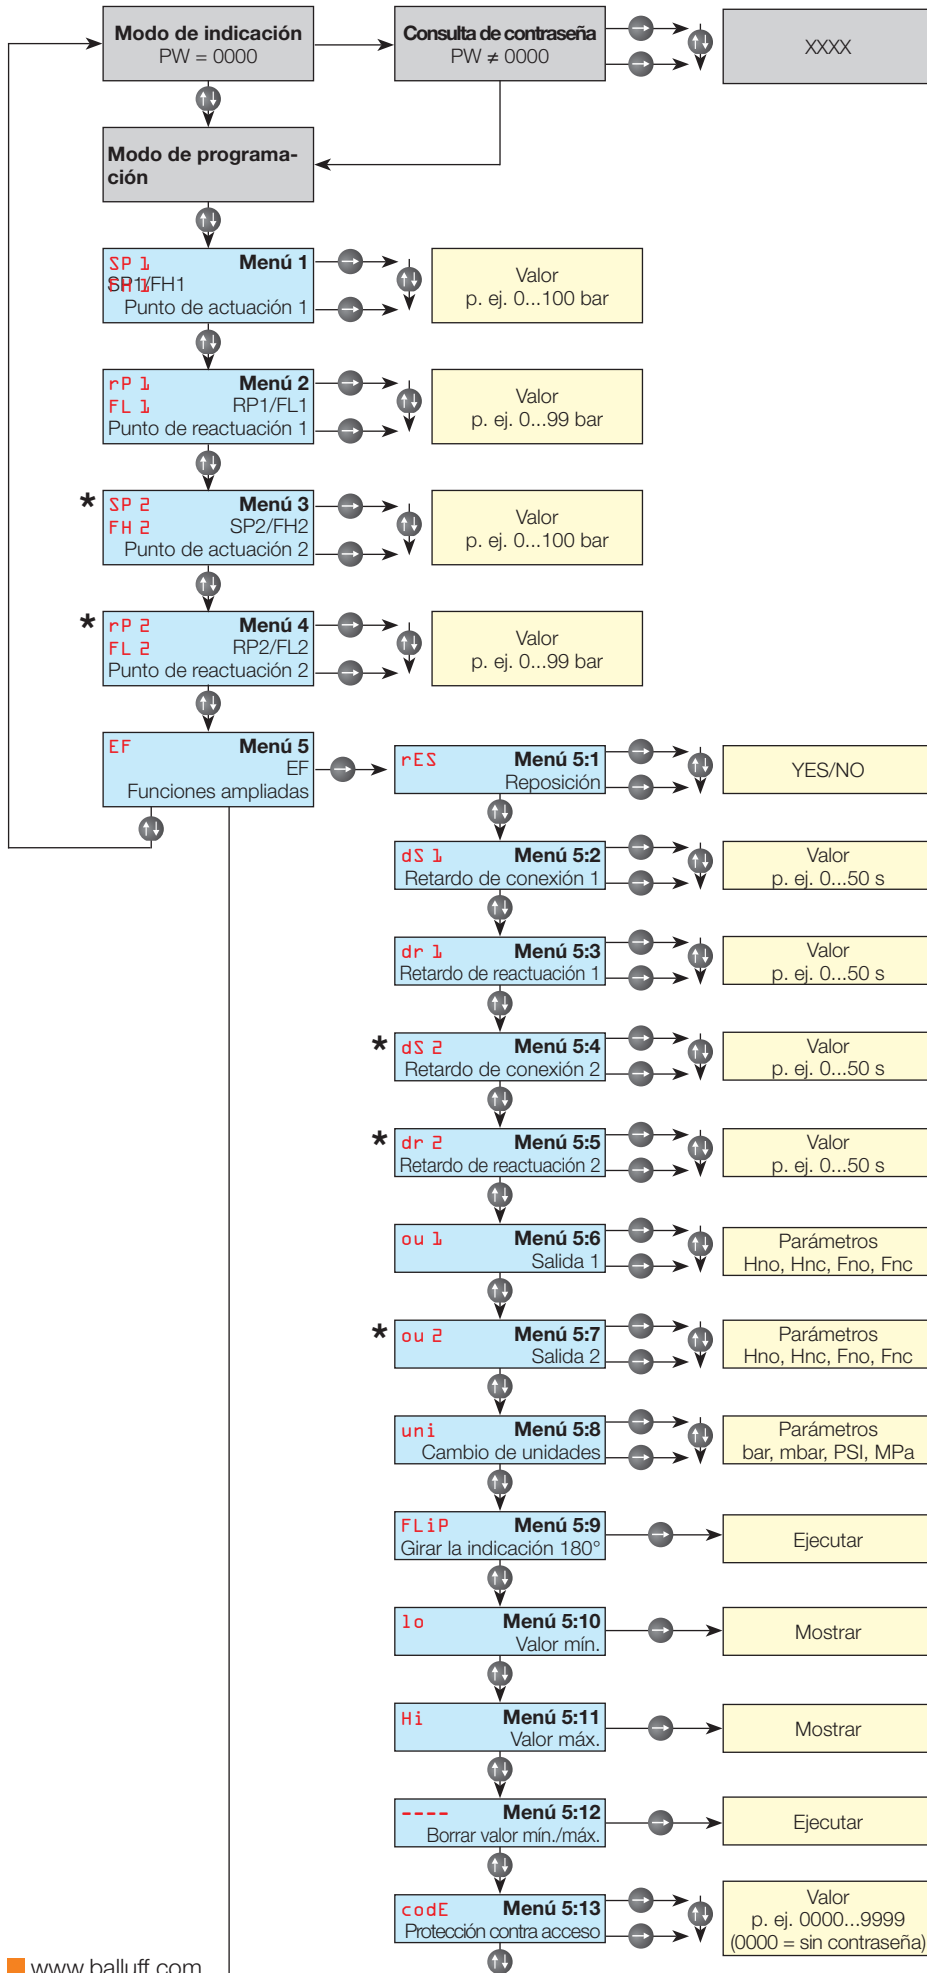 Modo de indicación
PW = 0000
Consulta de contraseña
PW ≠ 0000
XXXX
Modo de programa-
ción
SP 1 Menú 1
FH 1 SP1/FH1
Punto de actuación 1
Valor
p. ej. 0...100 bar
rP 1 Menú 2
FL 1 RP1/FL1
Punto de reactuación 1
Valor
p. ej. 0...99 bar
* SP 2 Menú 3
FH 2 SP2/FH2
Punto de actuación 2
Valor
p. ej. 0...100 bar
* rP 2 Menú 4
FL 2 RP2/FL2
Punto de reactuación 2
Valor
p. ej. 0...99 bar
EF Menú 5
EF
Funciones ampliadas
rES Menú 5:1
Reposición
YES/NO
dS 1 Menú 5:2
Retardo de conexión 1
Valor
p. ej. 0...50 s
dr 1 Menú 5:3
Retardo de reactuación 1
Valor
p. ej. 0...50 s
* dS 2 Menú 5:4
Retardo de conexión 2
Valor
p. ej. 0...50 s
* dr 2 Menú 5:5
Retardo de reactuación 2
Valor
p. ej. 0...50 s
ou 1 Menú 5:6
Salida 1
Parámetros
Hno, Hnc, Fno, Fnc
* ou 2 Menú 5:7
Salida 2
Parámetros
Hno, Hnc, Fno, Fnc
uni Menú 5:8
Cambio de unidades
Parámetros
bar, mbar, PSI, MPa
FLiP Menú 5:9
Girar la indicación 180°
Ejecutar
lo Menú 5:10
Valor mín.
Mostrar
Hi Menú 5:11
Valor máx.
Mostrar
---- Menú 5:12
Borrar valor mín./máx.
Ejecutar
codE Menú 5:13
Protección contra acceso
Valor
p. ej. 0000...9999
(0000 = sin contraseña)
www.balluff.com